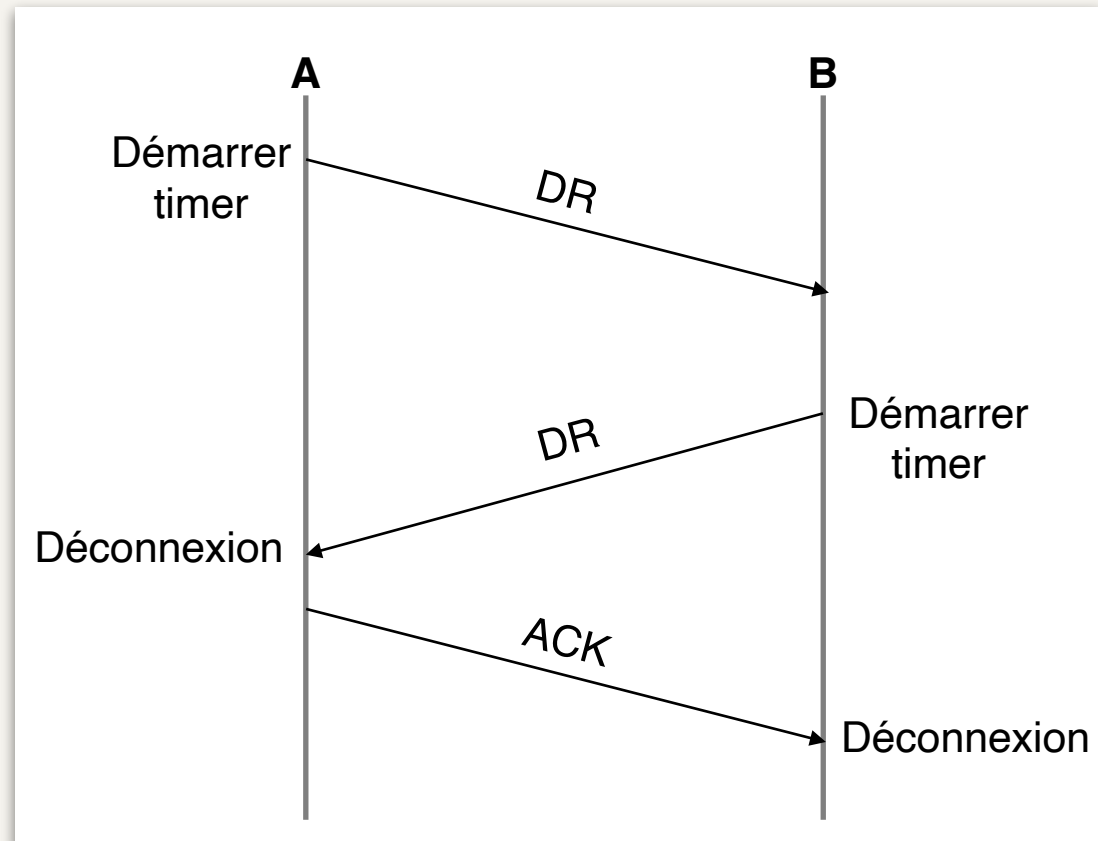 A
B
Démarrer
timer
DR
Démarrer
timer
DR
Déconnexion
ACK
Déconnexion